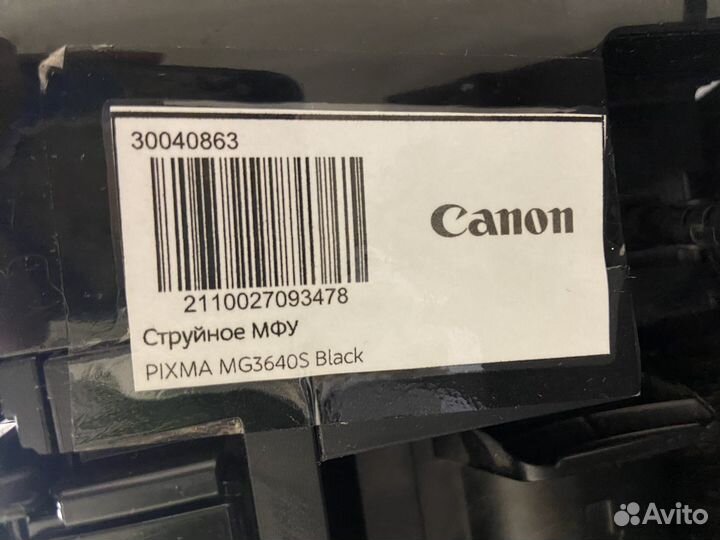 30040863
Canon
2110027093478
Струйное МФУ
PIXMA MG3640S Black
Avito